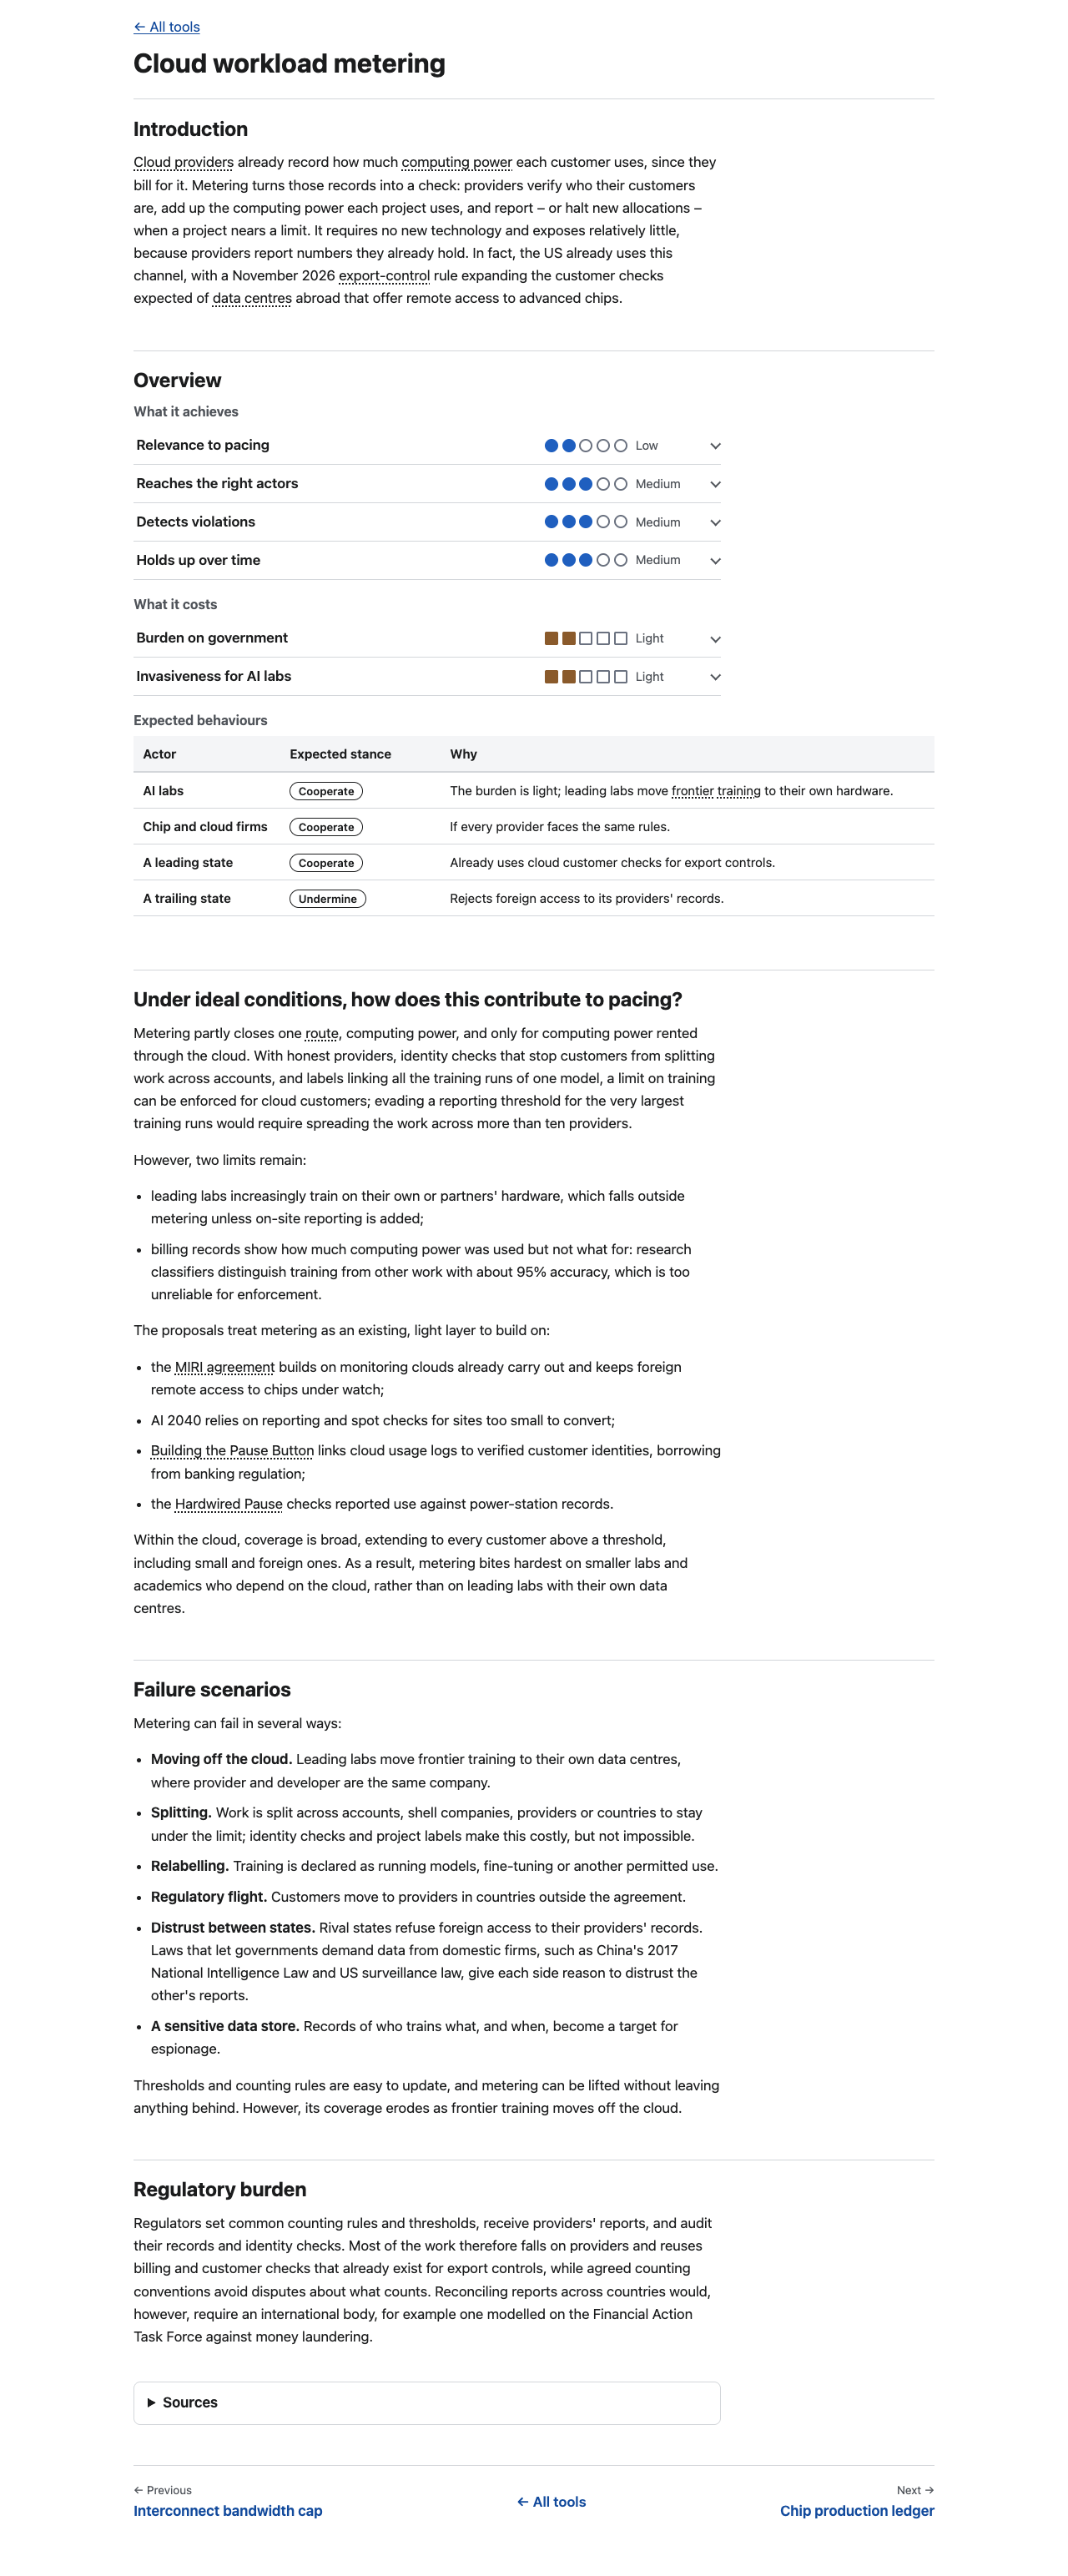 ← All tools
Cloud workload metering
Introduction
Cloud providers already record how much computing power each customer uses, since they
bill for it. Metering turns those records into a check: providers verify who their customers
are, add up the computing power each project uses, and report – or halt new allocations –
when a project nears a limit. It requires no new technology and exposes relatively little,
because providers report numbers they already hold. In fact, the US already uses this
channel, with a November 2026 export-control rule expanding the customer checks
expected of data centres abroad that offer remote access to advanced chips.
Overview
What it achieves
Relevance to pacing Low
Reaches the right actors Medium
Detects violations Medium
Holds up over time Medium
What it costs
Burden on government Light
Invasiveness for AI labs Light
Expected behaviours
Actor Expected stance Why
AI labs Cooperate The burden is light; leading labs move frontier training to their own hardware.
Chip and cloud firms Cooperate If every provider faces the same rules.
A leading state Cooperate Already uses cloud customer checks for export controls.
A trailing state Undermine Rejects foreign access to its providers' records.
Under ideal conditions, how does this contribute to pacing?
Metering partly closes one route, computing power, and only for computing power rented
through the cloud. With honest providers, identity checks that stop customers from splitting
work across accounts, and labels linking all the training runs of one model, a limit on training
can be enforced for cloud customers; evading a reporting threshold for the very largest
training runs would require spreading the work across more than ten providers.
However, two limits remain:
• leading labs increasingly train on their own or partners' hardware, which falls outside
metering unless on-site reporting is added;
• billing records show how much computing power was used but not what for: research
classifiers distinguish training from other work with about 95% accuracy, which is too
unreliable for enforcement.
The proposals treat metering as an existing, light layer to build on:
• the MIRI agreement builds on monitoring clouds already carry out and keeps foreign
remote access to chips under watch;
• AI 2040 relies on reporting and spot checks for sites too small to convert;
• Building the Pause Button links cloud usage logs to verified customer identities, borrowing
from banking regulation;
• the Hardwired Pause checks reported use against power-station records.
Within the cloud, coverage is broad, extending to every customer above a threshold,
including small and foreign ones. As a result, metering bites hardest on smaller labs and
academics who depend on the cloud, rather than on leading labs with their own data
centres.
Failure scenarios
Metering can fail in several ways:
• Moving off the cloud. Leading labs move frontier training to their own data centres,
where provider and developer are the same company.
• Splitting. Work is split across accounts, shell companies, providers or countries to stay
under the limit; identity checks and project labels make this costly, but not impossible.
• Relabelling. Training is declared as running models, fine-tuning or another permitted use.
• Regulatory flight. Customers move to providers in countries outside the agreement.
• Distrust between states. Rival states refuse foreign access to their providers' records.
Laws that let governments demand data from domestic firms, such as China's 2017
National Intelligence Law and US surveillance law, give each side reason to distrust the
other's reports.
• A sensitive data store. Records of who trains what, and when, become a target for
espionage.
Thresholds and counting rules are easy to update, and metering can be lifted without leaving
anything behind. However, its coverage erodes as frontier training moves off the cloud.
Regulatory burden
Regulators set common counting rules and thresholds, receive providers' reports, and audit
their records and identity checks. Most of the work therefore falls on providers and reuses
billing and customer checks that already exist for export controls, while agreed counting
conventions avoid disputes about what counts. Reconciling reports across countries would,
however, require an international body, for example one modelled on the Financial Action
Task Force against money laundering.
▶ Sources
← Previous
Interconnect bandwidth cap
← All tools
Next →
Chip production ledger